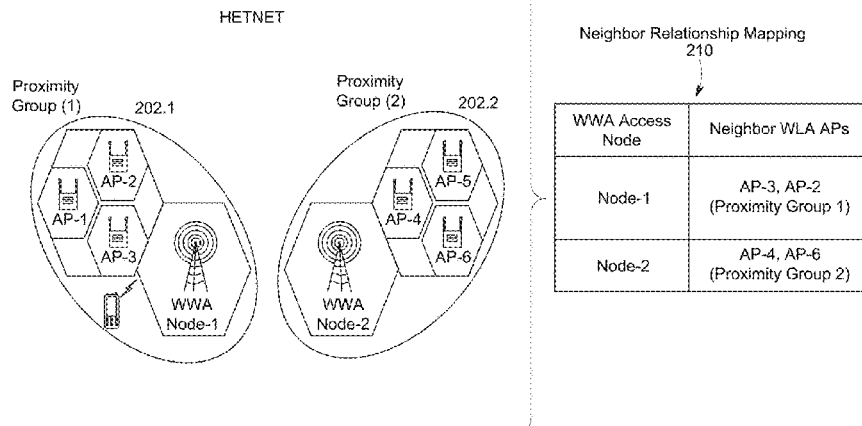 HETNET
Proximity
Group (1)
202.1
AP-2
AP-1
AP-3
WWA
Node-1
Proximity
Group (2)
202.2
AP-5
AP-4
AP-6
WWA
Node-2
Neighbor Relationship Mapping
210
WWA Access
Node
Neighbor WLA APs
Node-1
AP-3, AP-2
(Proximity Group 1)
Node-2
AP-4, AP-6
(Proximity Group 2)